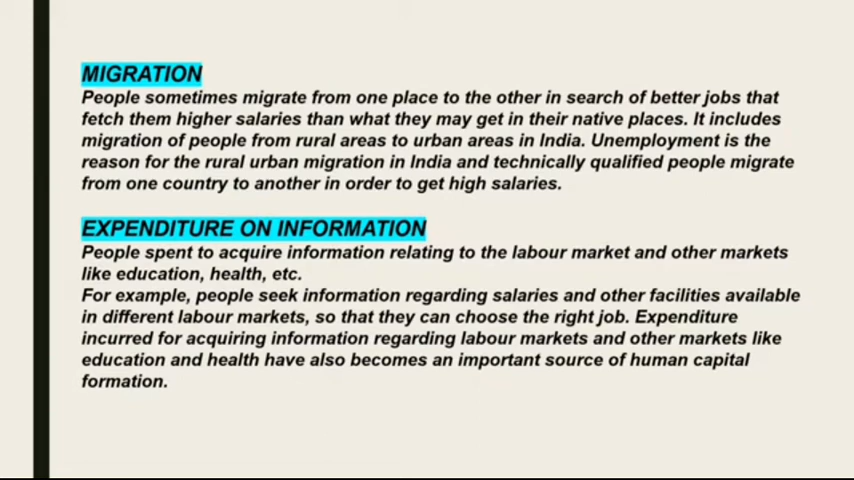 MIGRATION
People sometimes migrate from one place to the other in search of better jobs that
fetch them higher salaries than what they may get in their native places. It includes
migration of people from rural areas to urban areas in India. Unemployment is the
reason for the rural urban migration in India and technically qualified people migrate
from one country to another in order to get high salaries.
EXPENDITURE ON INFORMATION
People spent to acquire information relating to the labour market and other markets
like education, health, etc.
For example, people seek information regarding salaries and other facilities available
in different labour markets, so that they can choose the right job. Expenditure
incurred for acquiring information regarding labour markets and other markets like
education and health have also becomes an important source of human capital
formation.